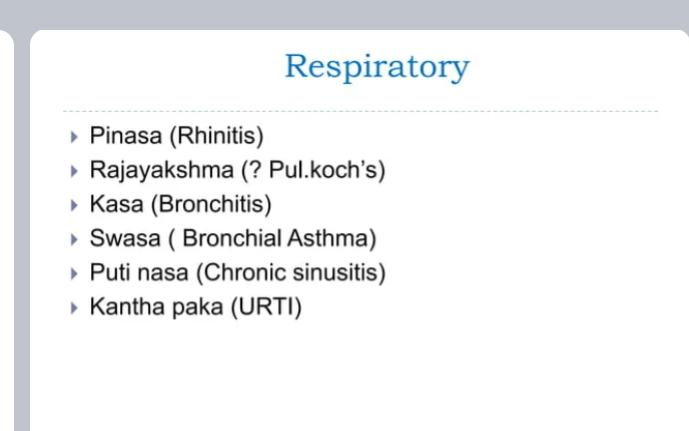 Respiratory
Pinasa (Rhinitis)
Rajayakshma (? Pul.koch's)
Kasa (Bronchitis)
Swasa ( Bronchial Asthma)
Puti nasa (Chronic sinusitis)
Kantha paka (URTI)